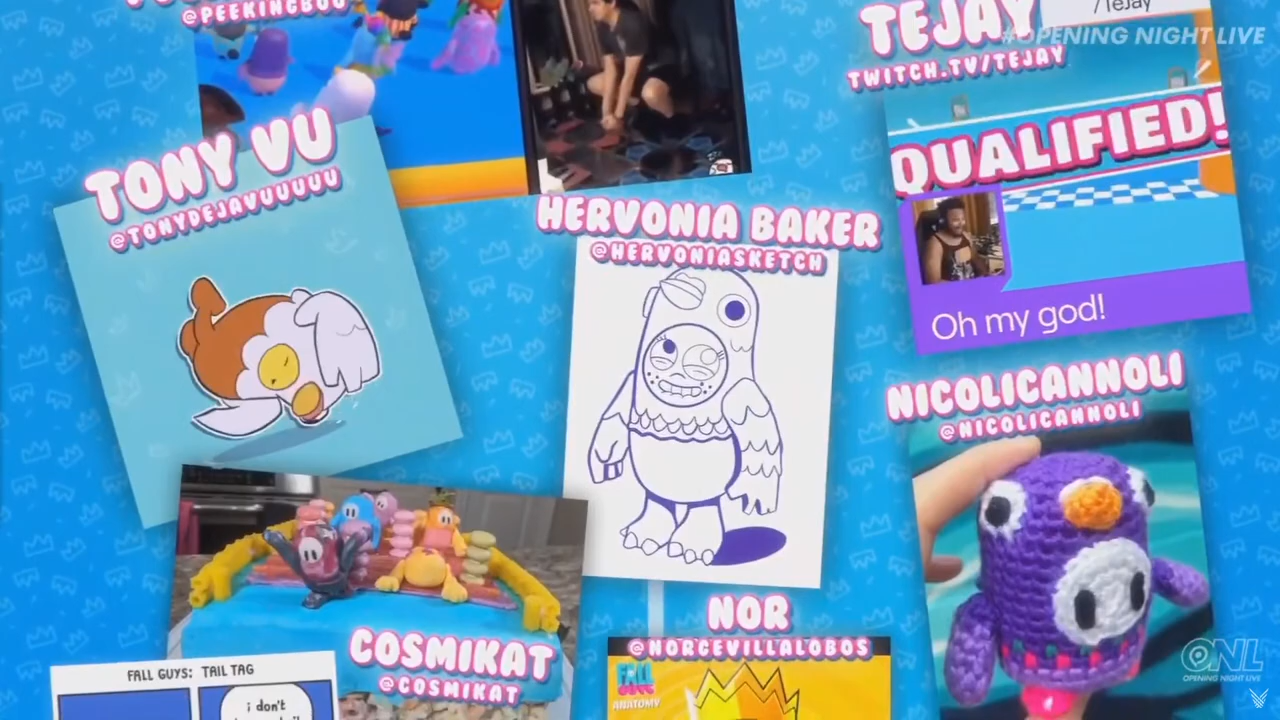 @PEEKINGBOO
TEJAY
/TeJay
#OPENING NIGHT LIVE
TWITCH.TV/TEJAY
QUALIFIED!
Oh my god!
TONY VU
@TONYDEJAVUUUUU
HERVONIA BAKER
@HERVONIASKETCH
NICOLICANNOLI
@NICOLICANNOLI
COSMIKAT
@COSMIKAT
NOR
@NORCEVILLALOBOS
FALL GUYS
ANATOMY
FALL GUYS: TAIL TAG
i don't
ONL
OPENING NIGHT LIVE